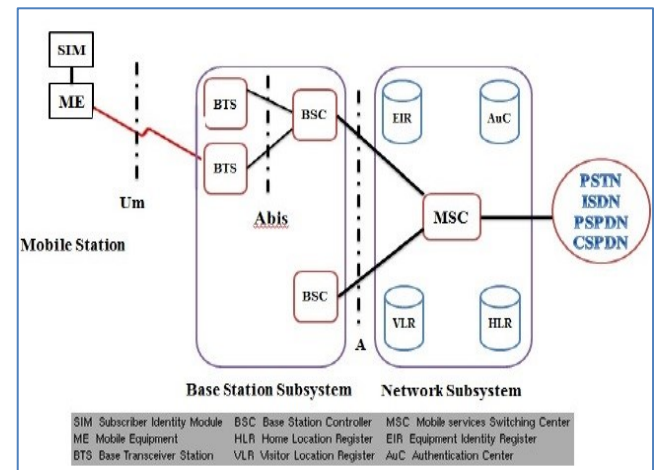 SIM
ME
Um
Mobile Station
BTS
BTS
Abis
BSC
BSC
Base Station Subsystem
A
EIR
AuC
MSC
VLR
HLR
Network Subsystem
PSTN
ISDN
PSPDN
CSPDN
SIM Subscriber Identity Module BSC Base Station Controller MSC Mobile services Switching Center
ME Mobile Equipment HLR Home Location Register EIR Equipment Identity Register
BTS Base Transceiver Station VLR Visitor Location Register AuC Authentication Center